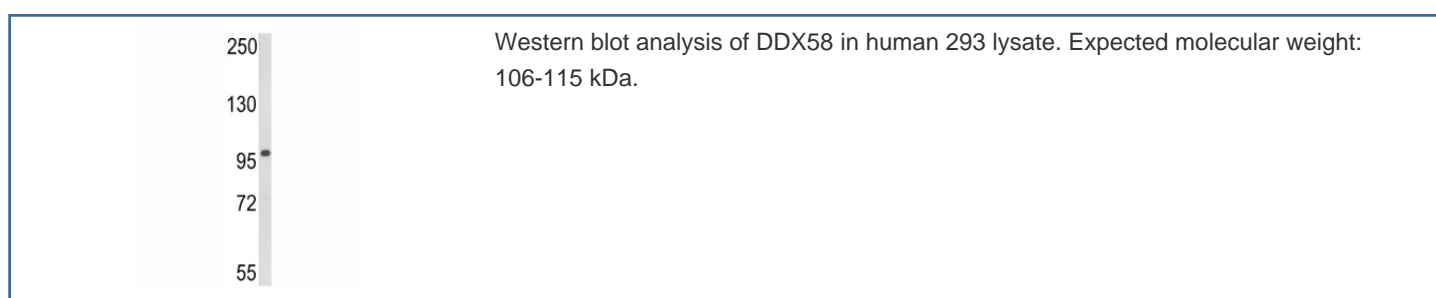 250
130
95
72
55
Western blot analysis of DDX58 in human 293 lysate. Expected molecular weight:
106-115 kDa.